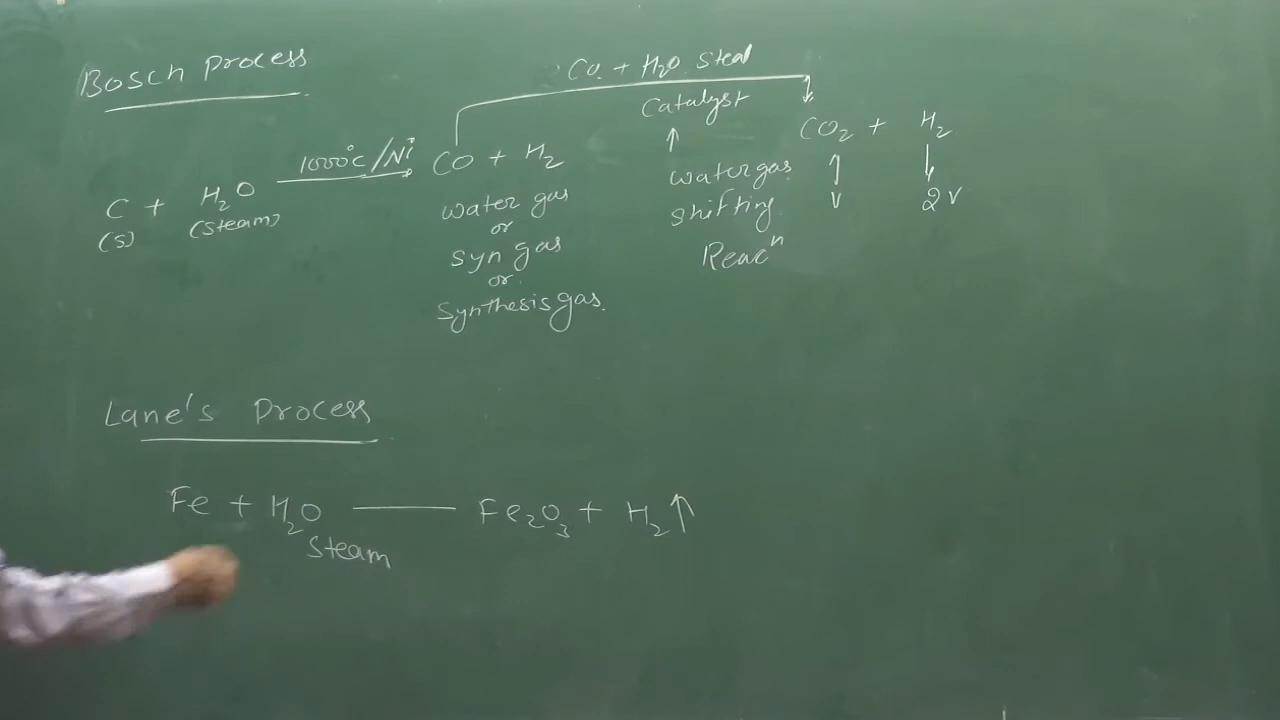 Bosch Process
Co + H2O Steal
Catalyst
C + H2O 1000°C/Ni CO + H2
CO2 + H2
(s) (Steam)
water gas
or
syn gas
or
Synthesis gas
water gas
shifting
Reacn
V 2V
Lane's Process
Fe + H2O —— Fe2O3 + H2↑
Steam